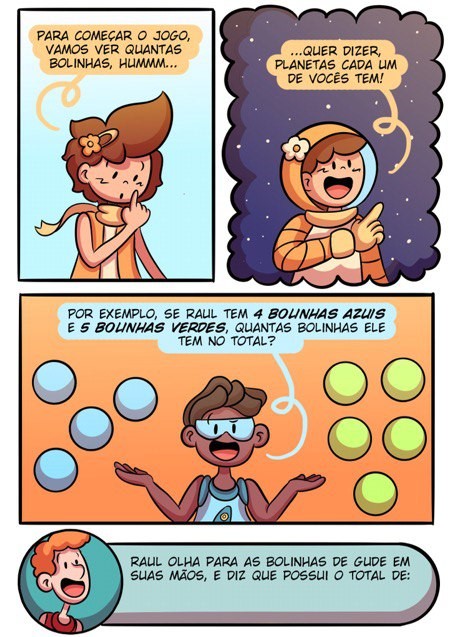 PARA COMEÇAR O JOGO,
VAMOS VER QUANTAS
BOLINHAS, HUMMM...
...QUER DIZER,
PLANETAS CADA UM
DE VOCÊS TEM!
POR EXEMPLO, SE RAUL TEM 4 BOLINHAS AZUIS
E 5 BOLINHAS VERDES, QUANTAS BOLINHAS ELE
TEM NO TOTAL?
RAUL OLHA PARA AS BOLINHAS DE GUDE EM
SUAS MÃOS, E DIZ QUE POSSUI O TOTAL DE: